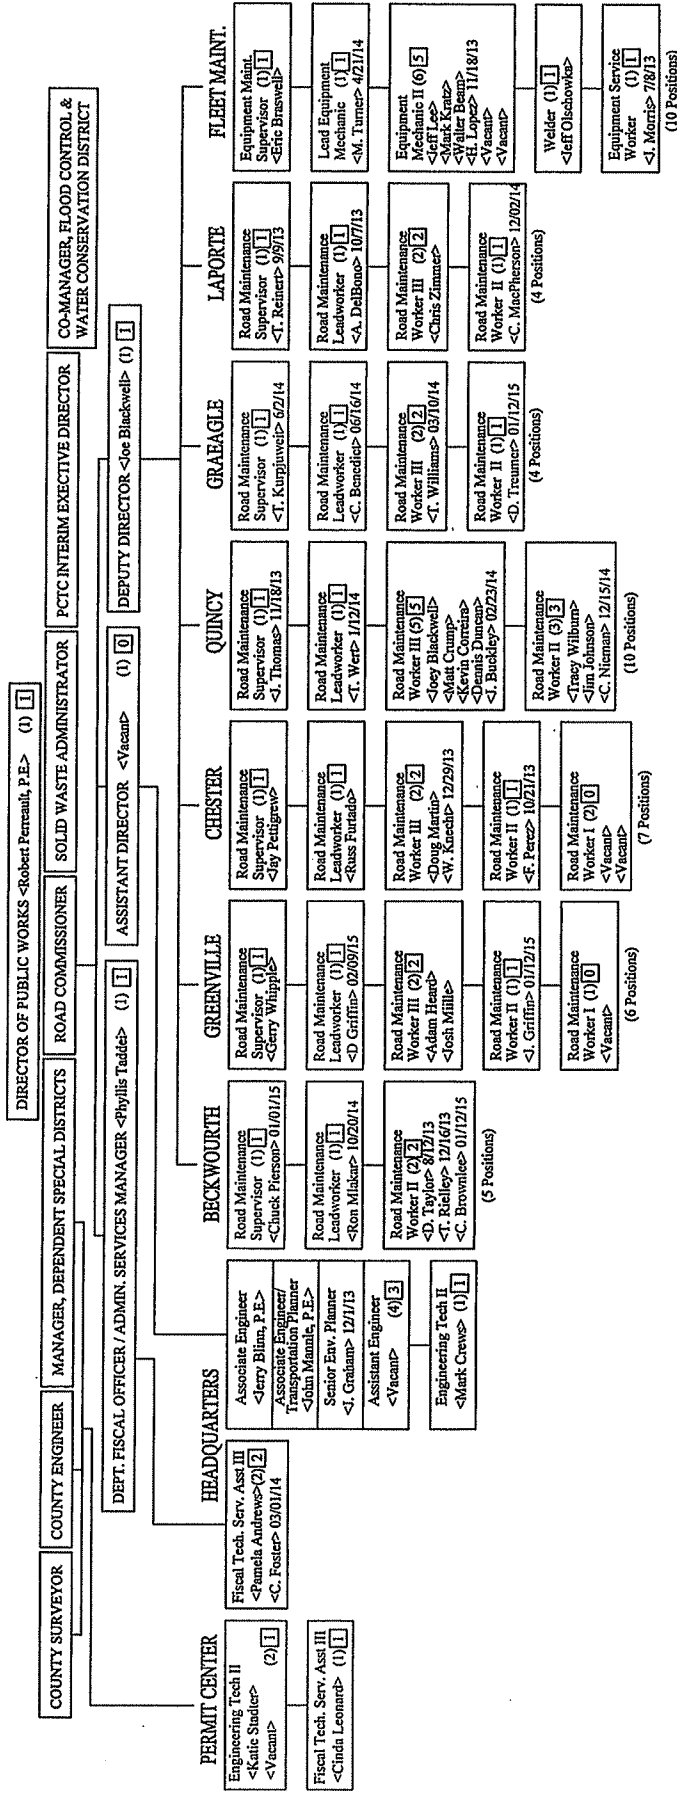 DIRECTOR OF PUBLIC WORKS <Robert Perreault, P.E.> (1) 1
COUNTY SURVEYOR
COUNTY ENGINEER
MANAGER, DEPENDENT SPECIAL DISTRICTS
ROAD COMMISSIONER
SOLID WASTE ADMINISTRATOR
PCTC INTERIM EXECTIVE DIRECTOR
CO-MANAGER, FLOOD CONTROL &
WATER CONSERVATION DISTRICT
DEPT. FISCAL OFFICER / ADMIN. SERVICES MANAGER <Phyllis Taddei> (1) 1
ASSISTANT DIRECTOR <Vacant> (1) 0
DEPUTY DIRECTOR <Joe Blackwell> (1) 1
PERMIT CENTER
Engineering Tech II
<Katie Stadter>
<Vacant> (2) 1
Fiscal Tech. Serv. Asst III
<Cinda Leonard> (1) 1
HEADQUARTERS
Fiscal Tech. Serv. Asst III
<Pamela Andrews>(2) 2
<C. Foster> 03/01/14
Associate Engineer
<Jerry Blinn, P.E.>
Associate Engineer/
Transportation Planner
<John Mannle, P.E.>
Senior Env. Planner
<J. Graham> 12/1/13
Assistant Engineer
<Vacant> (4) 3
Engineering Tech II
<Mark Crews> (1) 1
BECKWOURTH
Road Maintenance
Supervisor (1) 1
<Chuck Pierson> 01/01/15
Road Maintenance
Leadworker (1) 1
<Ron Mlakar> 10/20/14
Road Maintenance
Worker II (2) 2
<D. Taylor> 8/12/13
<T. Rielley> 12/16/13
<C. Brownlee> 01/12/15
(5 Positions)
GREENVILLE
Road Maintenance
Supervisor (1) 1
<Gerry Whipple>
Road Maintenance
Leadworker (1) 1
<D Griffin> 02/09/15
Road Maintenance
Worker III (2) 2
<Adam Heard>
<Josh Miille>
Road Maintenance
Worker II (1) 1
<J. Griffin> 01/12/15
Road Maintenance
Worker I (1) 0
<Vacant>
(6 Positions)
CHESTER
Road Maintenance
Supervisor (1) 1
<Jay Pettigrew>
Road Maintenance
Leadworker (1) 1
<Russ Furtado>
Road Maintenance
Worker III (2) 2
<Doug Martin>
<W. Knecht> 12/29/13
Road Maintenance
Worker II (1) 1
<F. Perez> 10/21/13
Road Maintenance
Worker I (2) 0
<Vacant>
<Vacant>
(7 Positions)
QUINCY
Road Maintenance
Supervisor (1) 1
<J. Thomas> 11/18/13
Road Maintenance
Leadworker (1) 1
<T. Wert> 1/12/14
Road Maintenance
Worker III (5) 5
<Joey Blackwell>
<Matt Crump>
<Kevin Correira>
<Dennis Duncan>
<J. Buckley> 02/23/14
Road Maintenance
Worker II (3) 3
<Tracy Wilburn>
<Jim Johnson>
<C. Nieman> 12/15/14
(10 Positions)
GRAEAGLE
Road Maintenance
Supervisor (1) 1
<T. Kurpjuweit> 6/2/14
Road Maintenance
Leadworker (1) 1
<C. Benedict> 06/16/14
Road Maintenance
Worker III (2) 2
<T. Williams> 03/10/14
Road Maintenance
Worker II (1) 1
<D. Treumer> 01/12/15
(4 Positions)
LAPORTE
Road Maintenance
Supervisor (1) 1
<T. Reinert> 9/9/13
Road Maintenance
Leadworker (1) 1
<A. DelBono> 10/7/13
Road Maintenance
Worker III (2) 2
<Chris Zimmer>
Road Maintenance
Worker II (1) 1
<C. MacPherson> 12/02/14
(4 Positions)
FLEET MAINT.
Equipment Maint.
Supervisor (1) 1
<Eric Braswell>
Lead Equipment
Mechanic (1) 1
<M. Turner> 4/21/14
Equipment
Mechanic II (6) 5
<Jeff Lee>
<Mark Kratz>
<Walter Beam>
<H. Lopez> 11/18/13
<Vacant>
<Vacant>
Welder (1) 1
<Jeff Olschowka>
Equipment Service
Worker (1) 1
<J. Morris> 7/8/13
(10 Positions)